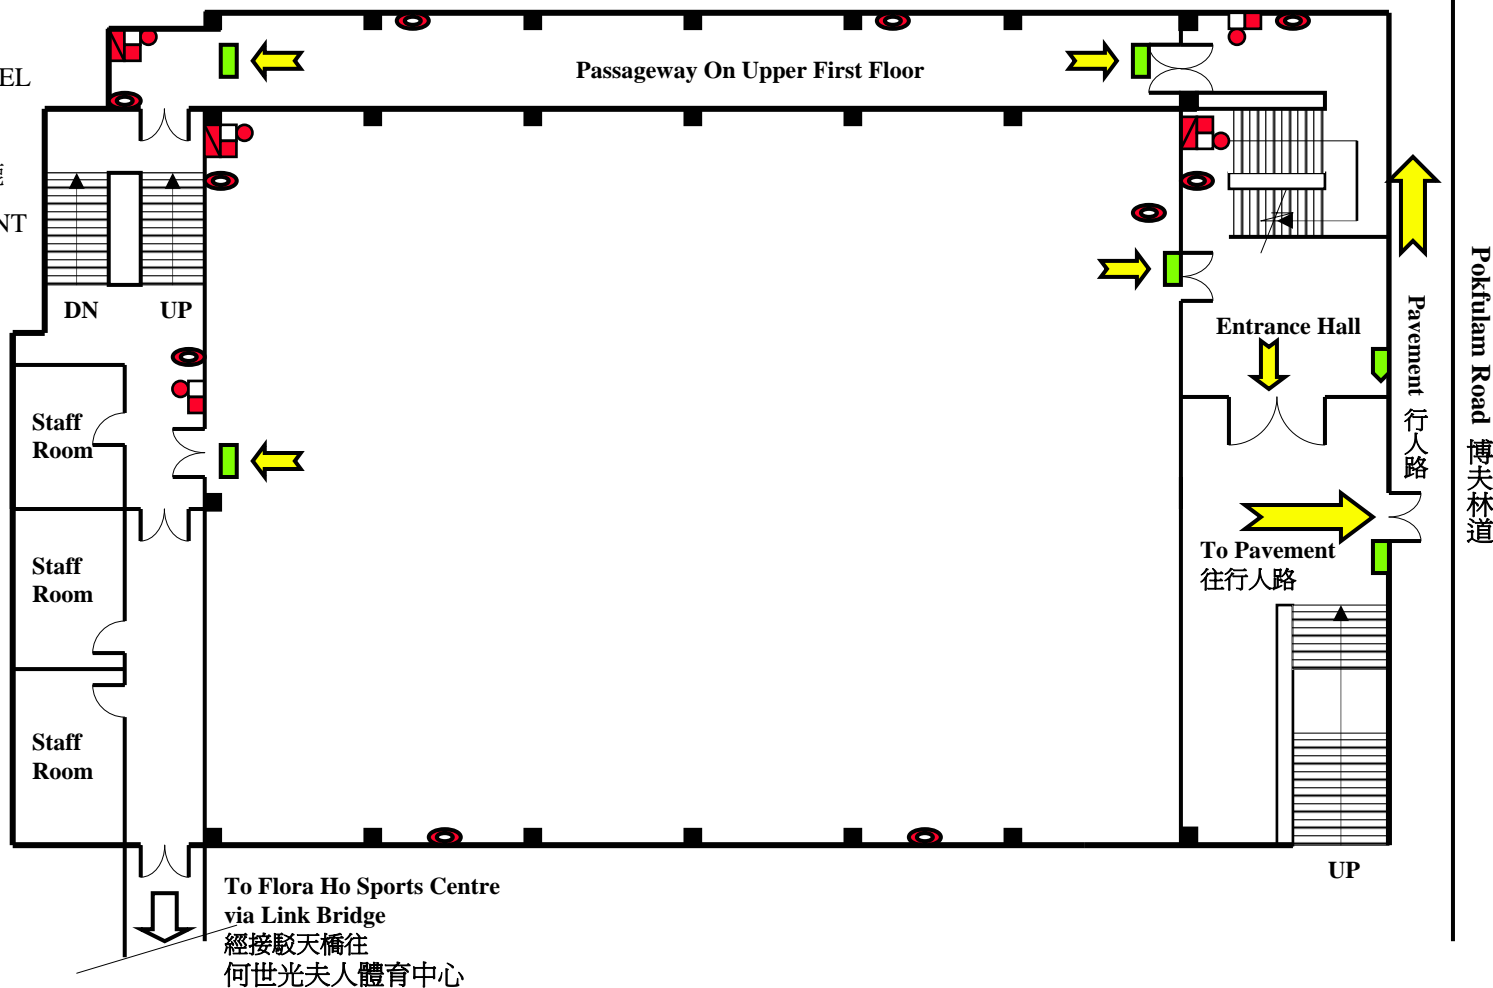 EL
NT
Passageway On Upper First Floor
DN
UP
Entrance Hall
Pavement 行人路
Pokfulam Road 博夫林道
Staff
Room
To Pavement
往行人路
Staff
Room
Staff
Room
UP
To Flora Ho Sports Centre
via Link Bridge
經接駁天橋往
何世光夫人體育中心